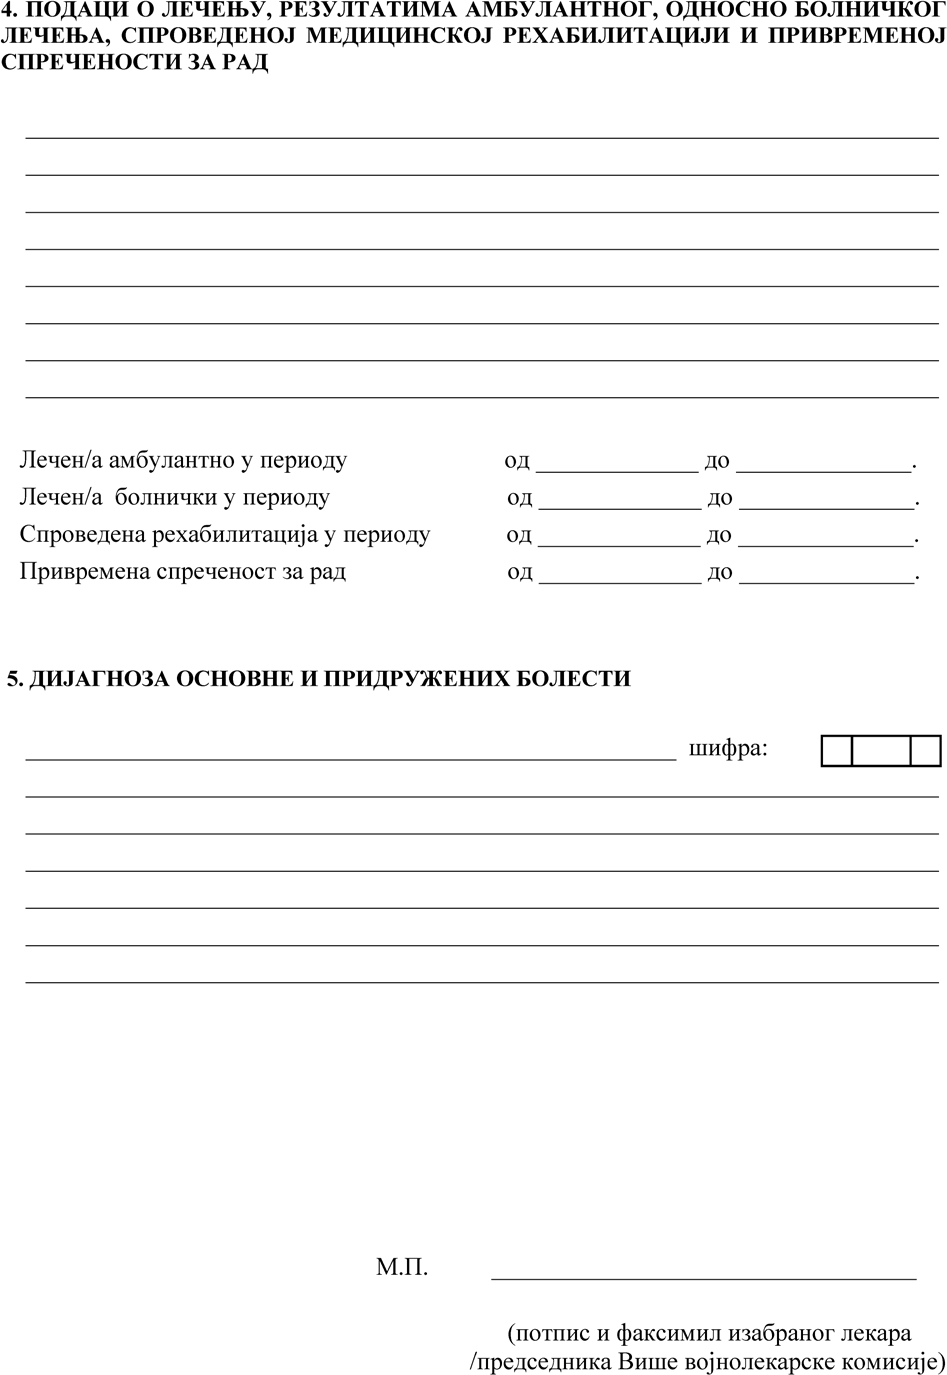 4. ПОДАЦИ О ЛЕЧЕЊУ, РЕЗУЛТАТИМА АМБУЛАНТНОГ, ОДНОСНО БОЛНИЧКОГ
ЛЕЧЕЊА, СПРОВЕДЕНОЈ МЕДИЦИНСКОЈ РЕХАБИЛИТАЦИЈИ И ПРИВРЕМЕНОЈ
СПРЕЧЕНОСТИ ЗА РАД
Лечен/а амбулантно у периоду од _____________ до ______________.
Лечен/а болнички у периоду од _____________ до ______________.
Спроведена рехабилитација у периоду од _____________ до ______________.
Привремена спреченост за рад од _____________ до ______________.
5. ДИЈАГНОЗА ОСНОВНЕ И ПРИДРУЖЕНИХ БОЛЕСТИ
шифра:
М.П.
(потпис и факсимил изабраног лекара
/председника Више војнолекарске комисије)